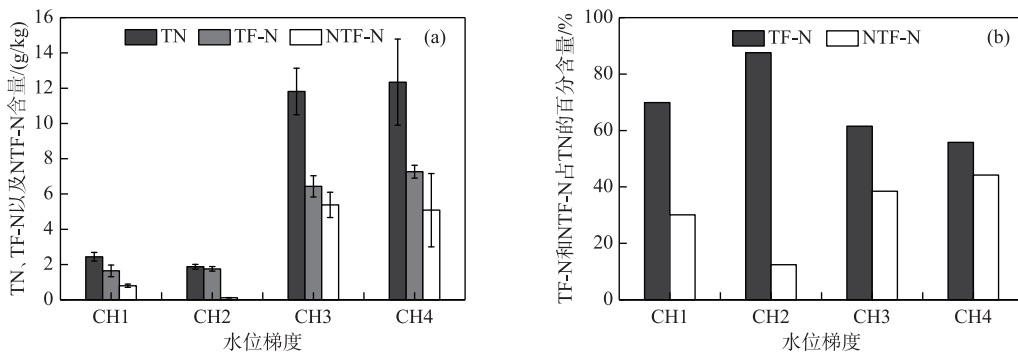 TN、TF-N以及NTF-N含量/(g/kg)
16
14
12
10
8
6
4
2
0
TN TF-N NTF-N (a)
CH1 CH2 CH3 CH4
水位梯度
TF-N和NTF-N占TN的百分含量/%
100
80
60
40
20
0
TF-N NTF-N (b)
CH1 CH2 CH3 CH4
水位梯度